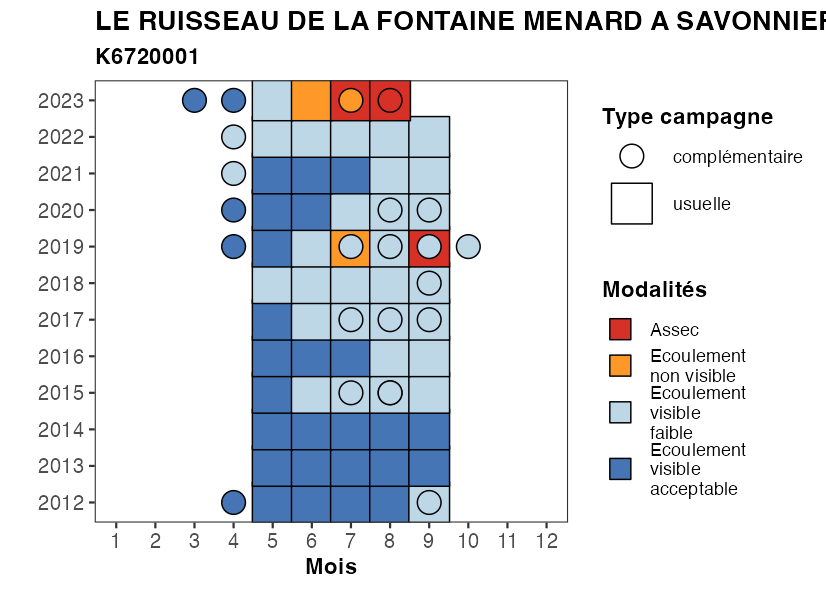 LE RUISSEAU DE LA FONTAINE MENARD A SAVONNIER
K6720001
2023
2022
2021
2020
2019
2018
2017
2016
2015
2014
2013
2012
1 2 3 4 5 6 7 8 9 10 11 12
Mois
Type campagne
complémentaire
usuelle
Modalités
Assec
Ecoulement
non visible
Ecoulement
visible
faible
Ecoulement
visible
acceptable